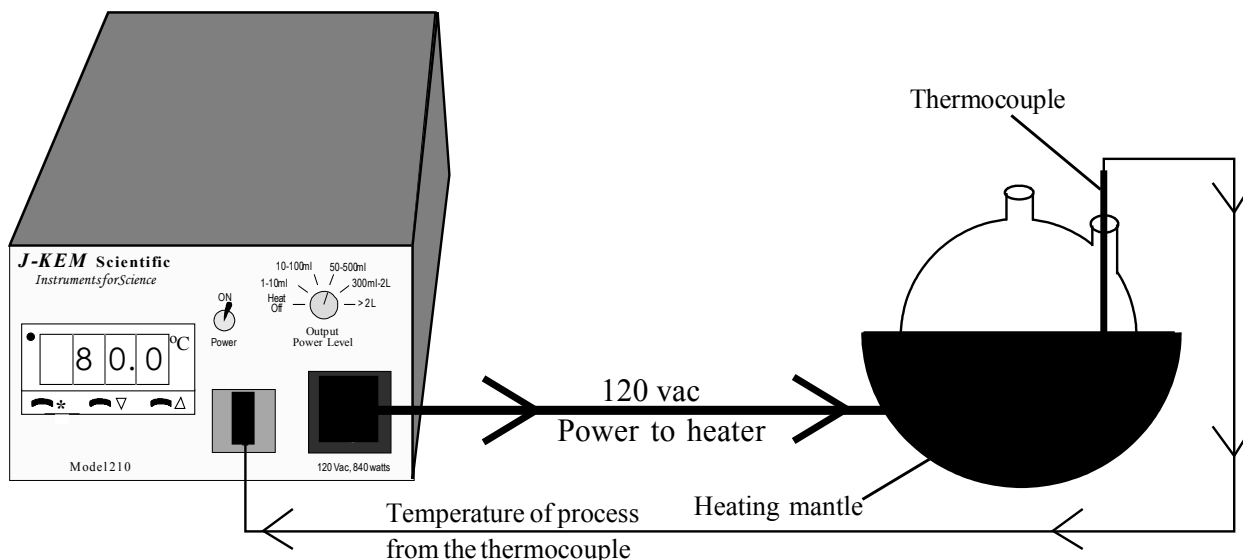 Thermocouple
J-KEM Scientific
InstrumentsforScience
ON
Power
Heat
Off
1-10ml
10-100ml
50-500ml
300ml-2L
>2L
Output
Power Level
80.0
°C
* ▽ △
120 vac
Power to heater
Model210
120 Vac, 840 watts
Heating mantle
Temperature of process
from the thermocouple